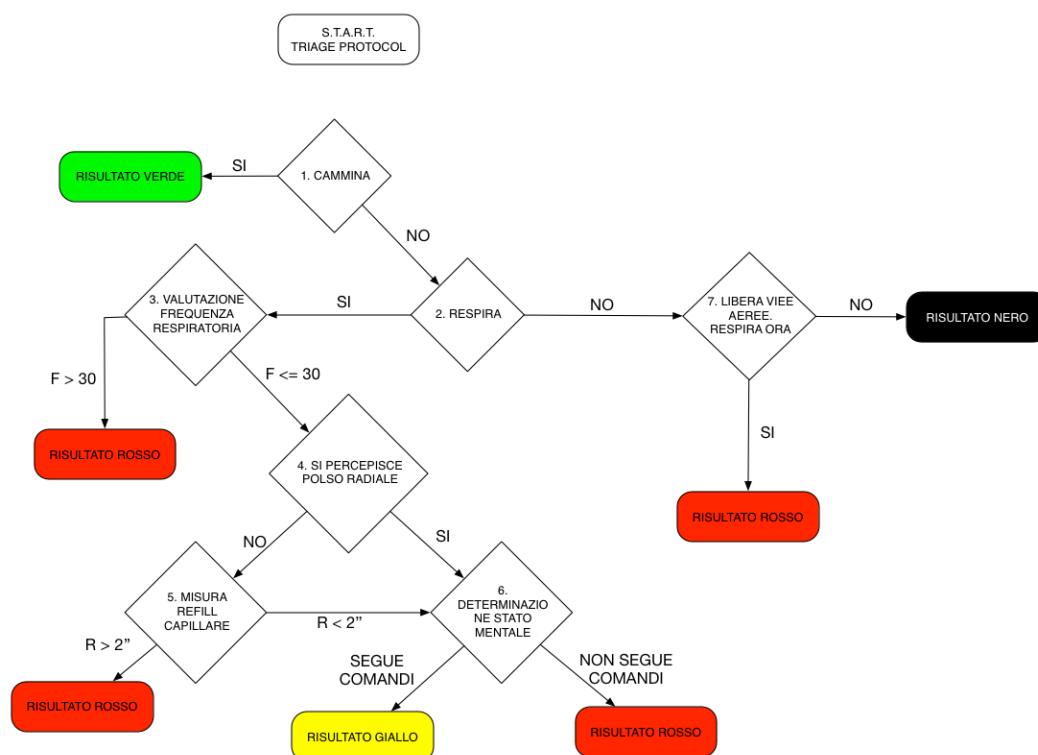 S.T.A.R.T.
TRIAGE PROTOCOL
RISULTATO VERDE
SI
1. CAMMINA
NO
3. VALUTAZIONE
FREQUENZA
RESPIRATORIA
SI
2. RESPIRA
NO
7. LIBERA VIEE
AEREE.
RESPIRA ORA
NO
RISULTATO NERO
F > 30
F <= 30
RISULTATO ROSSO
4. SI PERCEPISCE
POLSO RADIALE
SI
RISULTATO ROSSO
NO
SI
5. MISURA
REFILL
CAPILLARE
R < 2”
6.
DETERMINAZIO
NE STATO
MENTALE
R > 2”
SEGUE
COMANDI
NON SEGUE
COMANDI
RISULTATO ROSSO
RISULTATO GIALLO
RISULTATO ROSSO